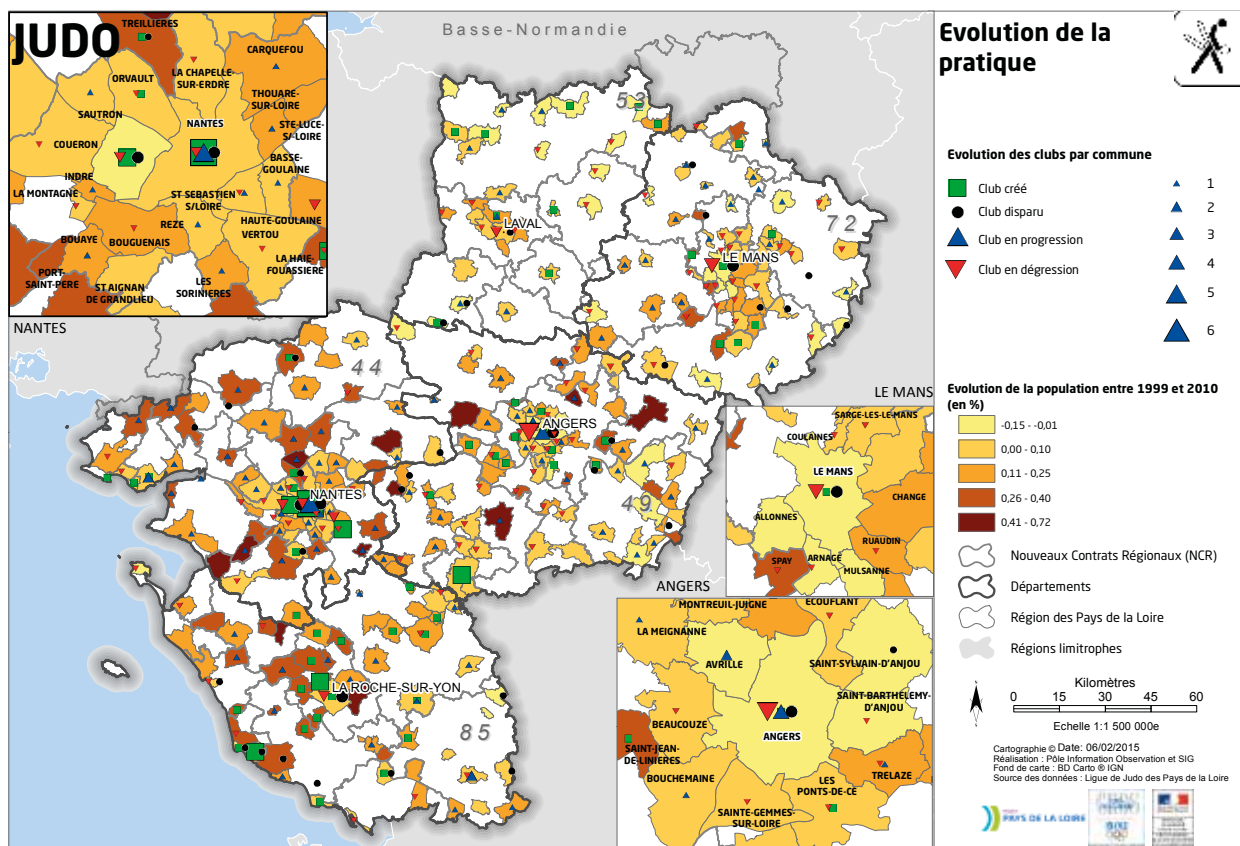 JUDO
TREILLIERES
CARQUEFOU
LA CHAPELLE-
SUR-ERDRE
ORVAULT
THOUARE-
SUR-LOIRE
SAUTRON
NANTES
STE-LUCE-
S/-LOIRE
COUERON
BASSE-
GOULAINE
INDRE
LA MONTAGNE
ST SEBASTIEN
S/LOIRE
HAUTE-GOULAINE
REZE
VERTOU
BOUAYE
BOUGUENAIS
LA HAIE-
FOUASSIERE
PORT-
SAINT-PERE
ST AIGNAN
DE GRANDLIEU
LES
SORINIERES
NANTES
Basse-Normandie
53
72
LAVAL
LE MANS
44
ANGERS
49
NANTES
LA ROCHE-SUR-YON
85
LE MANS
SARGE-LES-LE-MANS
COULAINES
LE MANS
CHANGE
ALLONNES
RUAUDIN
SPAY
ARNAGE
MULSANNE
ANGERS
MONTREUIL-JUIGNE
ECOUFLANT
LA MEIGNANNE
AVRILLE
SAINT-SYLVAIN-D'ANJOU
SAINT-BARTHELEMY-
D'ANJOU
BEAUCOUZE
ANGERS
SAINT-JEAN-
DE-LINIERES
TRELAZE
BOUCHEMAINE
LES
PONTS-DE-CE
SAINTE-GEMMES-
SUR-LOIRE
Evolution de la
pratique
Evolution des clubs par commune
Club créé
Club disparu
Club en progression
Club en dégression
1
2
3
4
5
6
Evolution de la population entre 1999 et 2010
(en %)
-0,15 - -0,01
0,00 - 0,10
0,11 - 0,25
0,26 - 0,40
0,41 - 0,72
Nouveaux Contrats Régionaux (NCR)
Départements
Région des Pays de la Loire
Régions limitrophes
Kilomètres
0 15 30 45 60
Echelle 1:1 500 000e
Cartographie © Date: 06/02/2015
Réalisation : Pôle Information Observation et SIG
Fond de carte : BD Carto ® IGN
Source des données : Ligue de Judo des Pays de la Loire
PAYS DE LA LOIRE